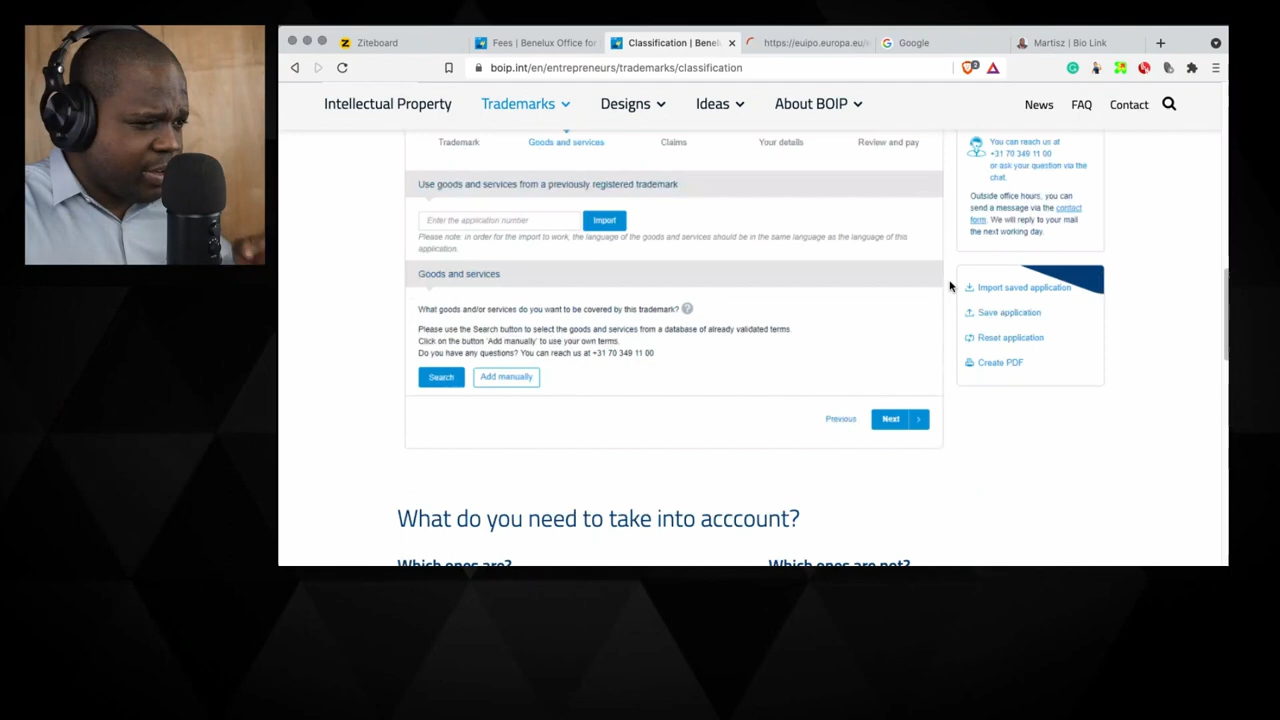 Ziteboard
Fees | Benelux Office for
Classification | Benel
https://euipo.europa.eu/
Google
Martisz | Bio Link
boip.int/en/entrepreneurs/trademarks/classification
Intellectual Property
Trademarks
Designs
Ideas
About BOIP
News
FAQ
Contact
Trademark
Goods and services
Claims
Your details
Review and pay
Use goods and services from a previously registered trademark
Enter the application number
Import
Please note: in order for the import to work, the language of the goods and services should be in the same language as the language of this
application.
Goods and services
What goods and/or services do you want to be covered by this trademark? ?
Please use the Search button to select the goods and services from a database of already validated terms
Click on the button 'Add manually' to use your own terms.
Do you have any questions? You can reach us at +31 70 349 11 00
Search
Add manually
Previous
Next
You can reach us at
+31 70 349 11 00
or ask your question via the
chat.
Outside office hours, you can
send a message via the contact
form. We will reply to your mail
the next working day.
Import saved application
Save application
Reset application
Create PDF
What do you need to take into acccount?
Which ones are?
Which ones are not?